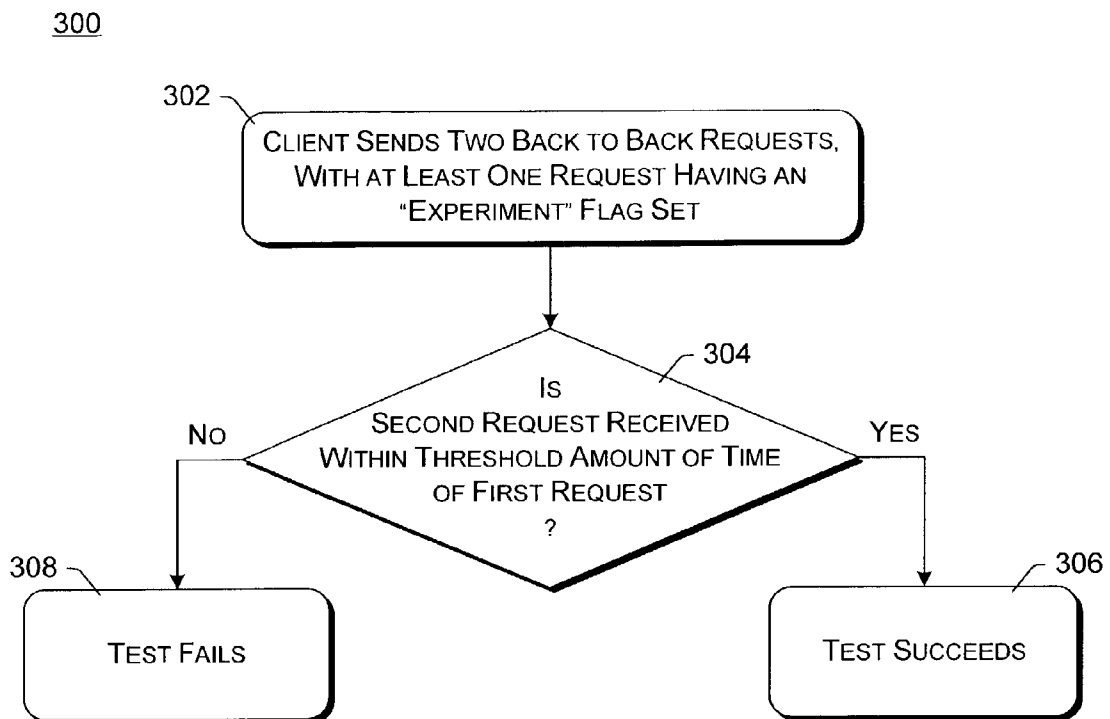 300
302
CLIENT SENDS TWO BACK TO BACK REQUESTS,
WITH AT LEAST ONE REQUEST HAVING AN
"EXPERIMENT" FLAG SET
304
IS
SECOND REQUEST RECEIVED
WITHIN THRESHOLD AMOUNT OF TIME
OF FIRST REQUEST
?
NO
YES
308
TEST FAILS
306
TEST SUCCEEDS